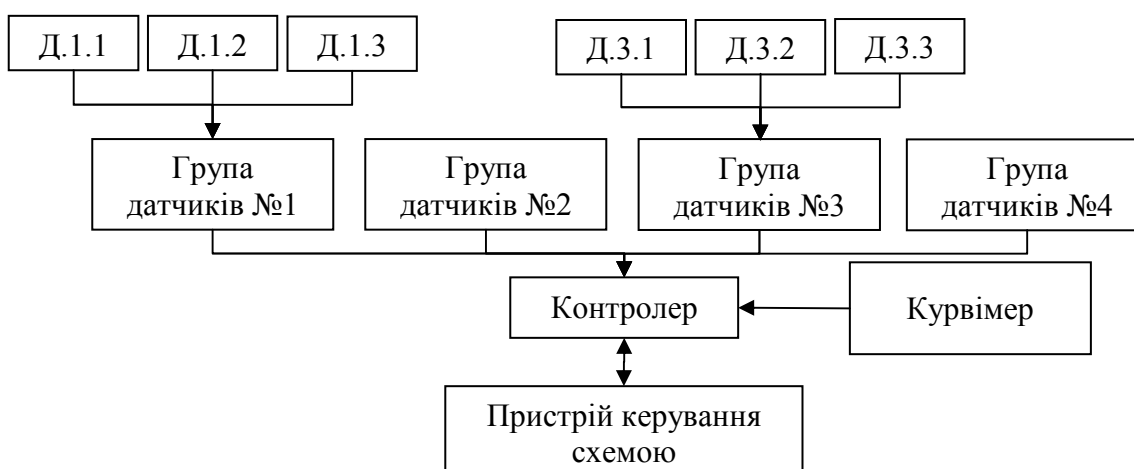 Д.1.1
Д.1.2
Д.1.3
Д.3.1
Д.3.2
Д.3.3
Група
датчиків №1
Група
датчиків №2
Група
датчиків №3
Група
датчиків №4
Контролер
Курвімер
Пристрій керування
схемою